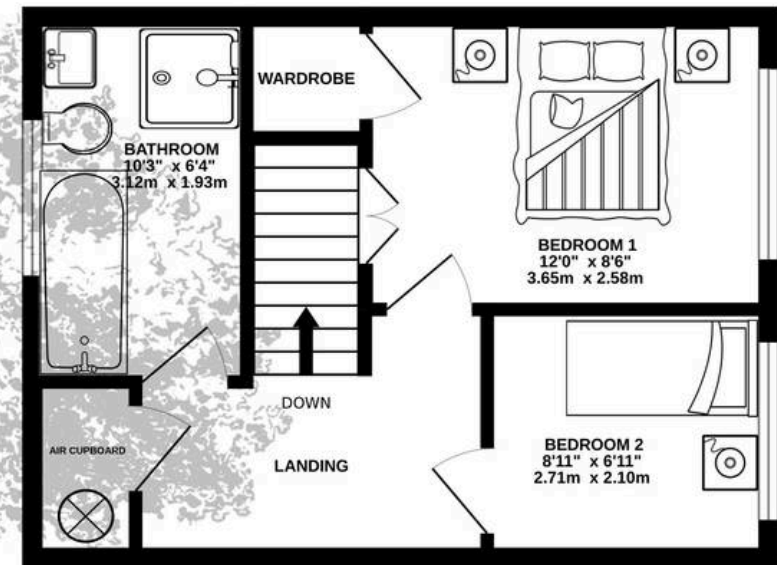 WARDROBE
BATHROOM
10'3" x 6'4"
3.12m x 1.93m
BEDROOM 1
12'0" x 8'6"
3.65m x 2.58m
DOWN
AIR CUPBOARD
LANDING
BEDROOM 2
8'11" x 6'11"
2.71m x 2.10m